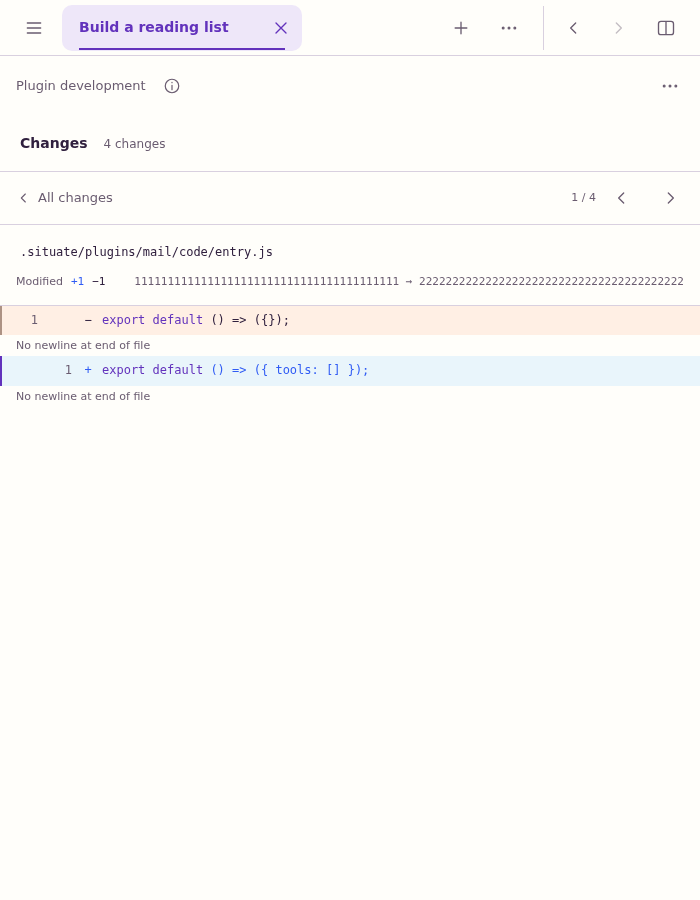 Build a reading list
Plugin development
Changes 4 changes
All changes 1 / 4
.situate/plugins/mail/code/entry.js
Modified +1 −1 1111111111111111111111111111111111111111 → 2222222222222222222222222222222222222222
1 − export default () => ({});
No newline at end of file
1 + export default () => ({ tools: [] });
No newline at end of file